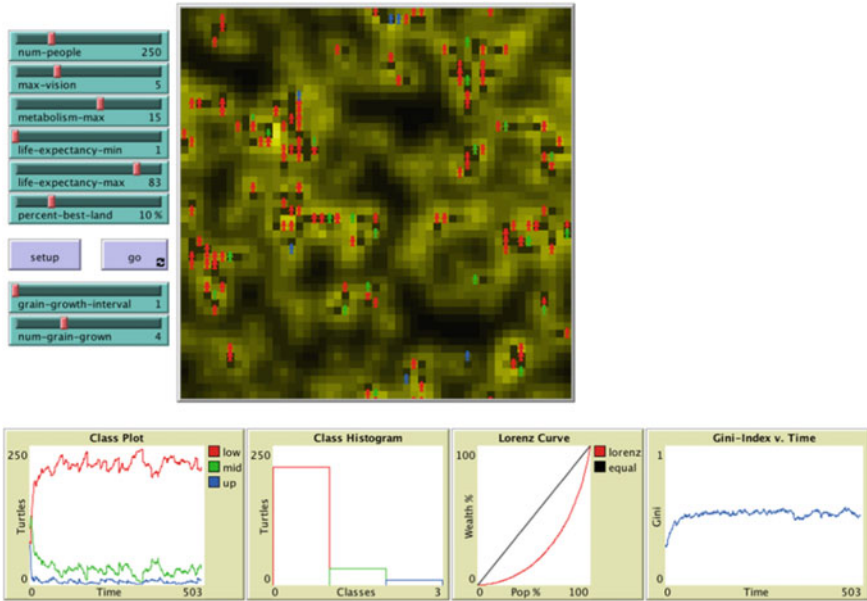 num-people 250
max-vision 5
metabolism-max 15
life-expectancy-min 1
life-expectancy-max 83
percent-best-land 10 %
setup go
grain-growth-interval 1
num-grain-grown 4
Class Plot
250
Turtles
0
0 Time 503
low
mid
up
Class Histogram
250
Turtles
0
0 Classes 3
Lorenz Curve
100
Wealth %
0
0 Pop % 100
lorenz
equal
Gini-Index v. Time
1
Gini
0
0 Time 503